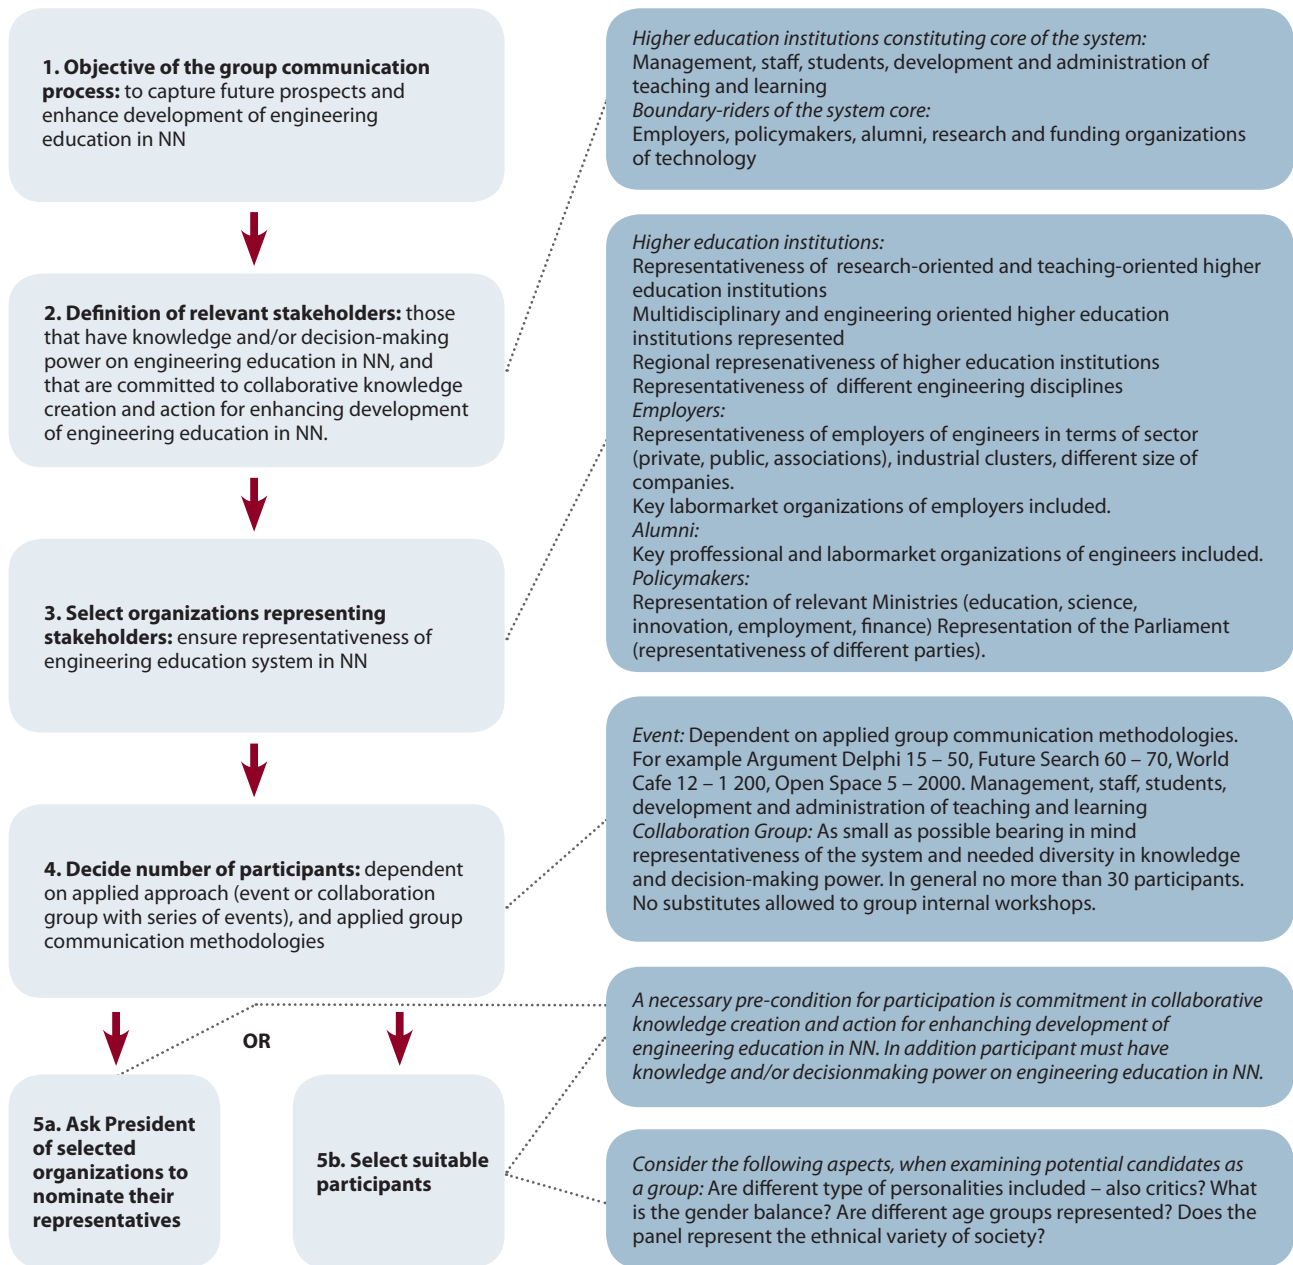 1. Objective of the group communication
process: to capture future prospects and
enhance development of engineering
education in NN
Higher education institutions constituting core of the system:
Management, staff, students, development and administration of
teaching and learning
Boundary-riders of the system core:
Employers, policymakers, alumni, research and funding organizations
of technology
2. Definition of relevant stakeholders: those
that have knowledge and/or decision-making
power on engineering education in NN, and
that are committed to collaborative knowledge
creation and action for enhancing development
of engineering education in NN.
Higher education institutions:
Representativeness of research-oriented and teaching-oriented higher
education institutions
Multidisciplinary and engineering oriented higher education
institutions represented
Regional represenativeness of higher education institutions
Representativeness of different engineering disciplines
Employers:
Representativeness of employers of engineers in terms of sector
(private, public, associations), industrial clusters, different size of
companies.
Key labormarket organizations of employers included.
Alumni:
Key proffessional and labormarket organizations of engineers included.
Policymakers:
Representation of relevant Ministries (education, science,
innovation, employment, finance) Representation of the Parliament
(representativeness of different parties).
3. Select organizations representing
stakeholders: ensure representativeness of
engineering education system in NN
Event: Dependent on applied group communication methodologies.
For example Argument Delphi 15 – 50, Future Search 60 – 70, World
Cafe 12 – 1 200, Open Space 5 – 2000. Management, staff, students,
development and administration of teaching and learning
Collaboration Group: As small as possible bearing in mind
representativeness of the system and needed diversity in knowledge
and decision-making power. In general no more than 30 participants.
No substitutes allowed to group internal workshops.
4. Decide number of participants: dependent
on applied approach (event or collaboration
group with series of events), and applied group
communication methodologies
A necessary pre-condition for participation is commitment in collaborative
knowledge creation and action for enhanching development of
engineering education in NN. In addition participant must have
knowledge and/or decisionmaking power on engineering education in NN.
OR
5a. Ask President
of selected
organizations to
nominate their
representatives
5b. Select suitable
participants
Consider the following aspects, when examining potential candidates as
a group: Are different type of personalities included – also critics? What
is the gender balance? Are different age groups represented? Does the
panel represent the ethnical variety of society?